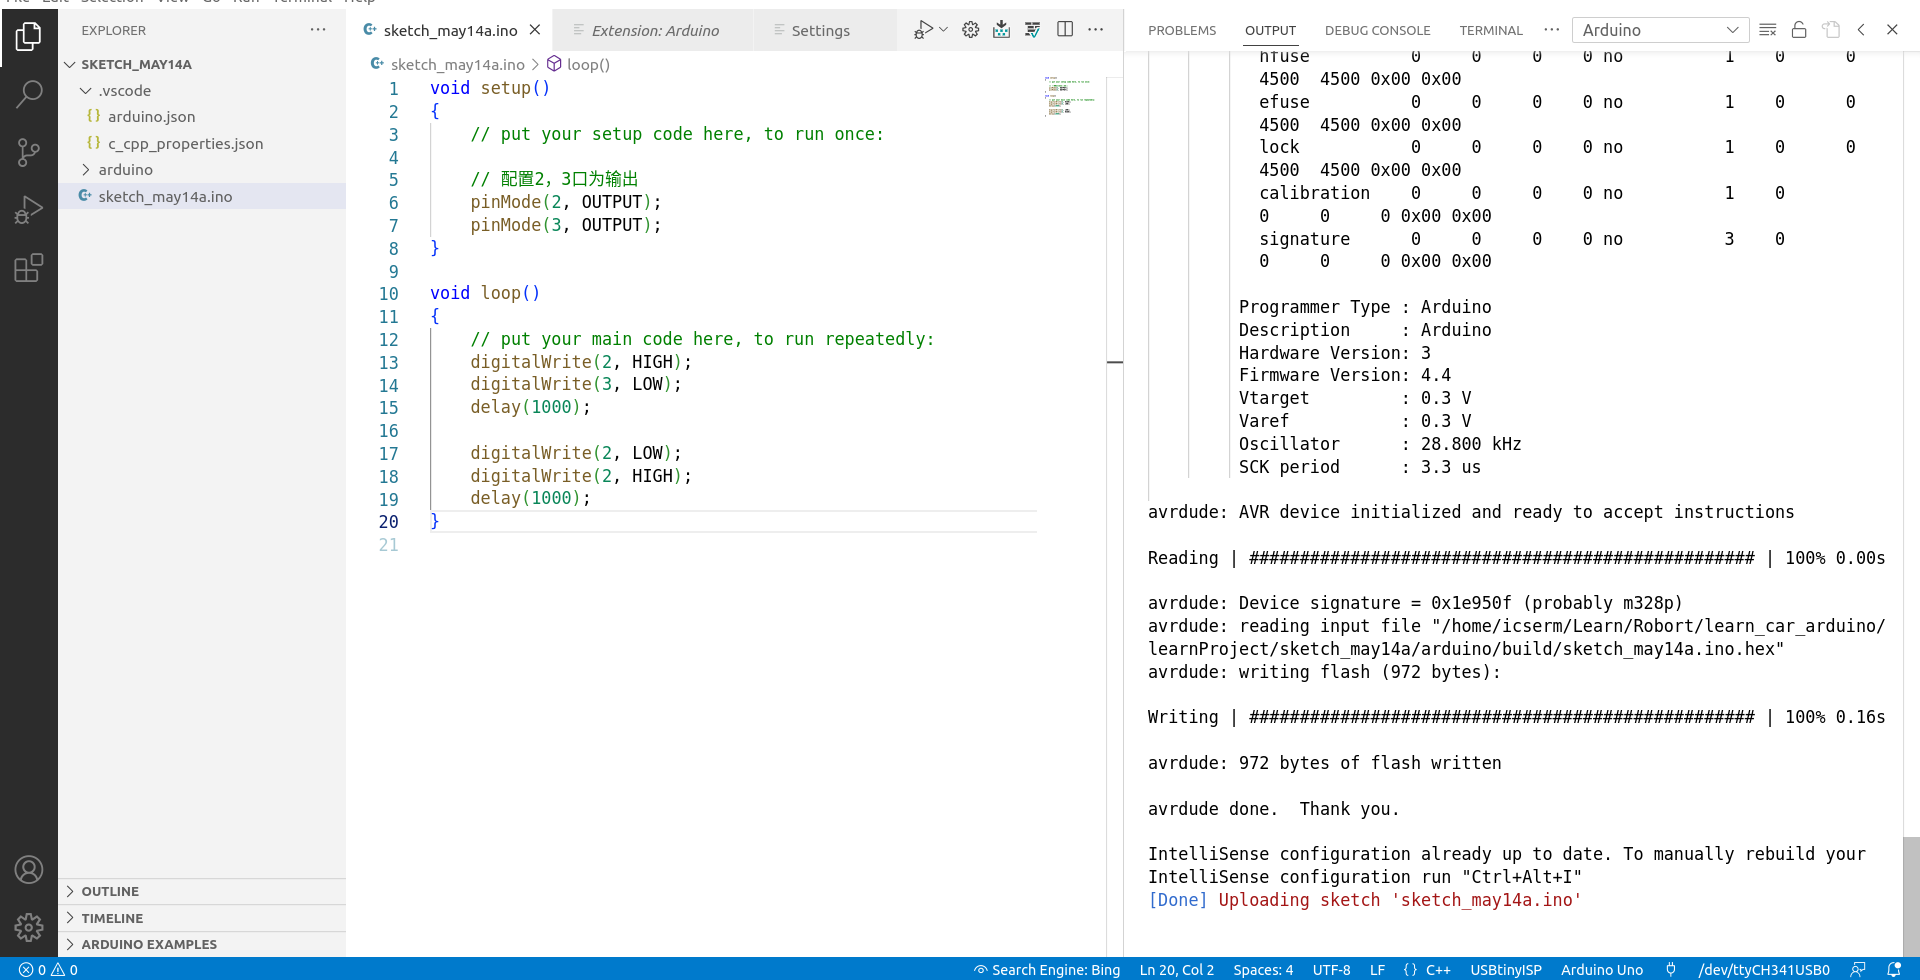 File Edit Selection View Go Run Terminal Help
EXPLORER
SKETCH_MAY14A
.vscode
{} arduino.json
{} c_cpp_properties.json
arduino
sketch_may14a.ino
OUTLINE
TIMELINE
ARDUINO EXAMPLES
sketch_may14a.ino
Extension: Arduino
Settings
sketch_may14a.ino > loop()
1 void setup()
2 {
3 // put your setup code here, to run once:
4
5 // 配置2，3口为输出
6 pinMode(2, OUTPUT);
7 pinMode(3, OUTPUT);
8 }
9
10 void loop()
11 {
12 // put your main code here, to run repeatedly:
13 digitalWrite(2, HIGH);
14 digitalWrite(3, LOW);
15 delay(1000);
16
17 digitalWrite(2, LOW);
18 digitalWrite(2, HIGH);
19 delay(1000);
20 }
21
PROBLEMS OUTPUT DEBUG CONSOLE TERMINAL ··· Arduino
hfuse 0 0 0 0 no 1 0 0
4500 4500 0x00 0x00
efuse 0 0 0 0 no 1 0 0
4500 4500 0x00 0x00
lock 0 0 0 0 no 1 0 0
4500 4500 0x00 0x00
calibration 0 0 0 0 no 1 0
0 0 0 0x00 0x00
signature 0 0 0 0 no 3 0
0 0 0 0x00 0x00
Programmer Type : Arduino
Description : Arduino
Hardware Version: 3
Firmware Version: 4.4
Vtarget : 0.3 V
Varef : 0.3 V
Oscillator : 28.800 kHz
SCK period : 3.3 us
avrdude: AVR device initialized and ready to accept instructions
Reading | ################################################## | 100% 0.00s
avrdude: Device signature = 0x1e950f (probably m328p)
avrdude: reading input file "/home/icserm/Learn/Robort/learn_car_arduino/
learnProject/sketch_may14a/arduino/build/sketch_may14a.ino.hex"
avrdude: writing flash (972 bytes):
Writing | ################################################## | 100% 0.16s
avrdude: 972 bytes of flash written
avrdude done.  Thank you.
IntelliSense configuration already up to date. To manually rebuild your
IntelliSense configuration run "Ctrl+Alt+I"
[Done] Uploading sketch 'sketch_may14a.ino'
0 0
Search Engine: Bing Ln 20, Col 2 Spaces: 4 UTF-8 LF {} C++ USBtinyISP Arduino Uno /dev/ttyCH341USB0